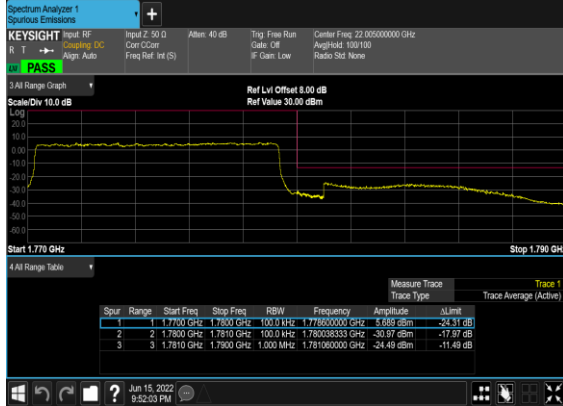 Spectrum Analyzer 1
Spurious Emissions
+
KEYSIGHT
R T
PASS
Input: RF
Coupling: DC
Align: Auto
Input Z: 50 Ω
Corr CCorr
Freq Ref: Int (S)
Atten: 40 dB
Trig: Free Run
Gate: Off
IF Gain: Low
Center Freq: 22.005000000 GHz
Avg|Hold: 100/100
Radio Std: None
3 All Range Graph
Scale/Div 10.0 dB
Ref Lvl Offset 8.00 dB
Ref Value 30.00 dBm
Log
20.0
10.0
0.00
-10.0
-20.0
-30.0
-40.0
-50.0
-60.0
Start 1.770 GHz
Stop 1.790 GHz
4 All Range Table
Measure Trace Trace 1
Trace Type Trace Average (Active)
Spur Range Start Freq Stop Freq RBW Frequency Amplitude ΔLimit
1 1 1.7700 GHz 1.7800 GHz 100.0 kHz 1.778600000 GHz 5.689 dBm -24.31 dB
2 2 1.7800 GHz 1.7810 GHz 100.0 kHz 1.780038333 GHz -30.97 dBm -17.97 dB
3 3 1.7810 GHz 1.7900 GHz 1.000 MHz 1.781060000 GHz -24.49 dBm -11.49 dB
?
Jun 15, 2022
9:52:03 PM